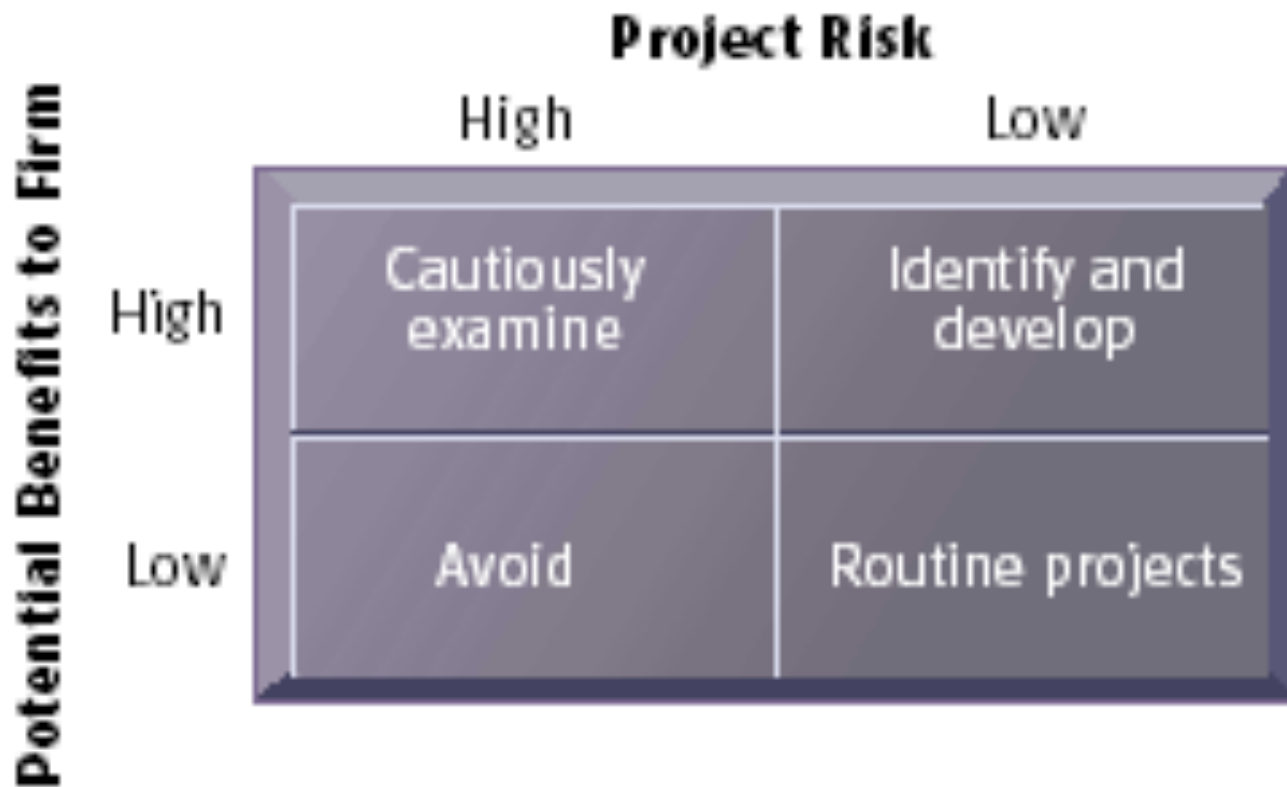 Project Risk
High
Low
Potential Benefits to Firm
High
Cautiously
examine
Identify and
develop
Low
Avoid
Routine projects